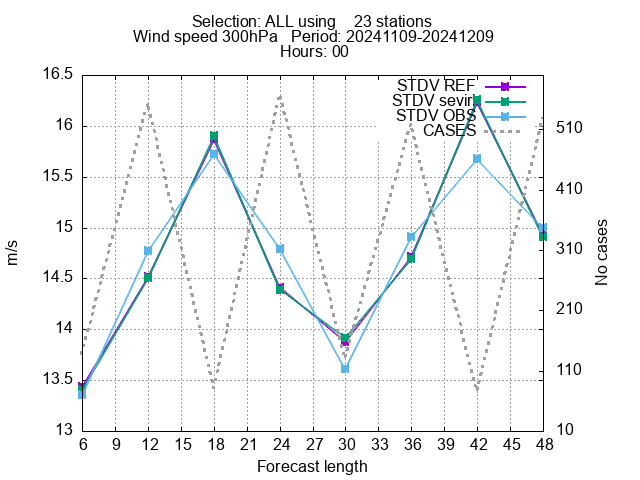 Selection: ALL using    23 stations
Wind speed 300hPa   Period: 20241109-20241209
Hours: 00
STDV REF
STDV seviri
STDV OBS
CASES
16.5
16
15.5
15
14.5
14
13.5
13
510
410
310
210
110
10
m/s
No cases
6 9 12 15 18 21 24 27 30 33 36 39 42 45 48
Forecast length